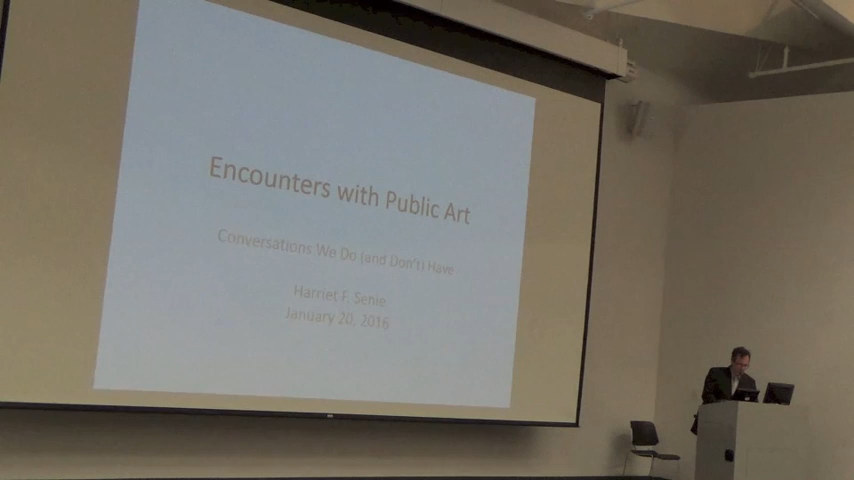 Encounters with Public Art
Conversations We Do (and Don't) Have
Harriet F. Senie
January 20, 2016